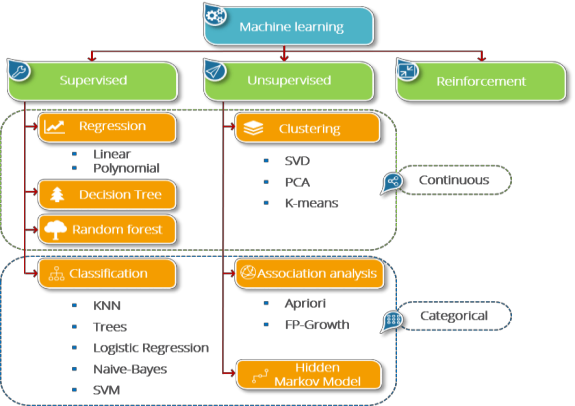 Machine learning
Supervised
Unsupervised
Reinforcement
Regression
Linear
Polynomial
Decision Tree
Random forest
Clustering
SVD
PCA
K-means
Continuous
Classification
KNN
Trees
Logistic Regression
Naive-Bayes
SVM
Association analysis
Apriori
FP-Growth
Hidden
Markov Model
Categorical